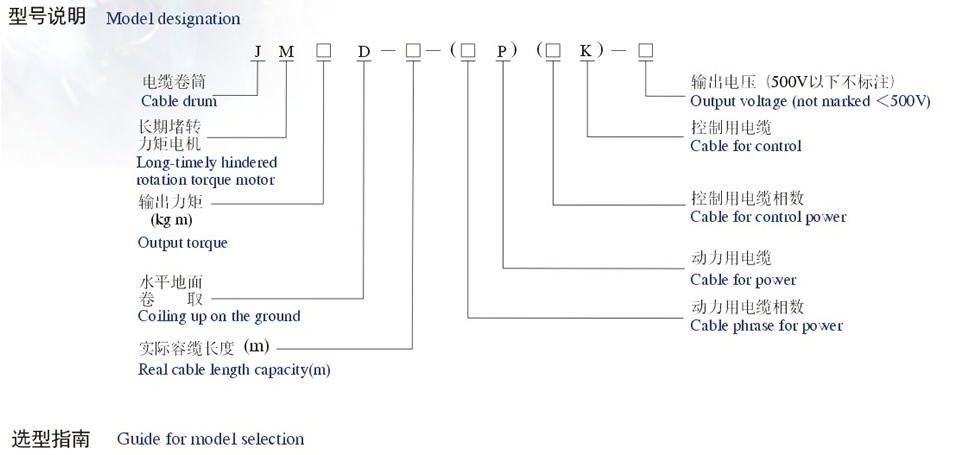 型号说明 Model designation
J M □ D - □ - (□ P) (□ K) - □
电缆卷筒
Cable drum
长期堵转
力矩电机
Long-timely hindered
rotation torque motor
输出力矩
(kg m)
Output torque
水平地面
卷 取
Coiling up on the ground
实际容缆长度 (m)
Real cable length capacity(m)
输出电压（500V以下不标注）
Output voltage (not marked ＜500V)
控制用电缆
Cable for control
控制用电缆相数
Cable for control power
动力用电缆
Cable for power
动力用电缆相数
Cable phrase for power
选型指南 Guide for model selection